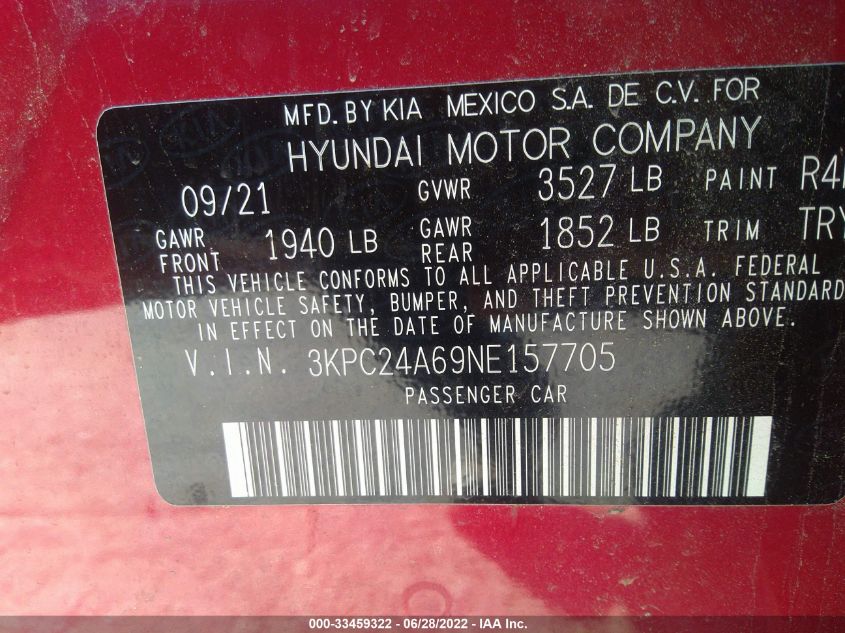 MFD. BY KIA MEXICO S.A. DE C.V. FOR
HYUNDAI MOTOR COMPANY
09/21 GVWR 3527 LB PAINT
GAWR FRONT 1940 LB GAWR REAR 1852 LB TRIM
THIS VEHICLE CONFORMS TO ALL APPLICABLE U.S.A. FEDERAL
MOTOR VEHICLE SAFETY, BUMPER, AND THEFT PREVENTION STANDARD
IN EFFECT ON THE DATE OF MANUFACTURE SHOWN ABOVE.
V.I.N. 3KPC24A69NE157705
PASSENGER CAR
000-33459322 - 06/28/2022 - IAA Inc.